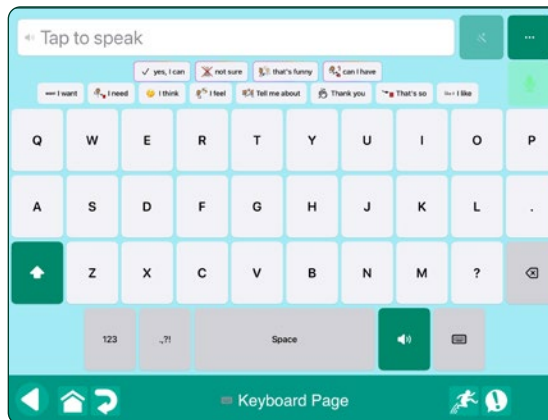 Tap to speak
...
yes, I can not sure that's funny can I have
I want I need I think I feel Tell me about Thank you That's so I like
Q W E R T Y U I O P
A S D F G H J K L .
Z X C V B N M ?
123 .,?! Space
Keyboard Page